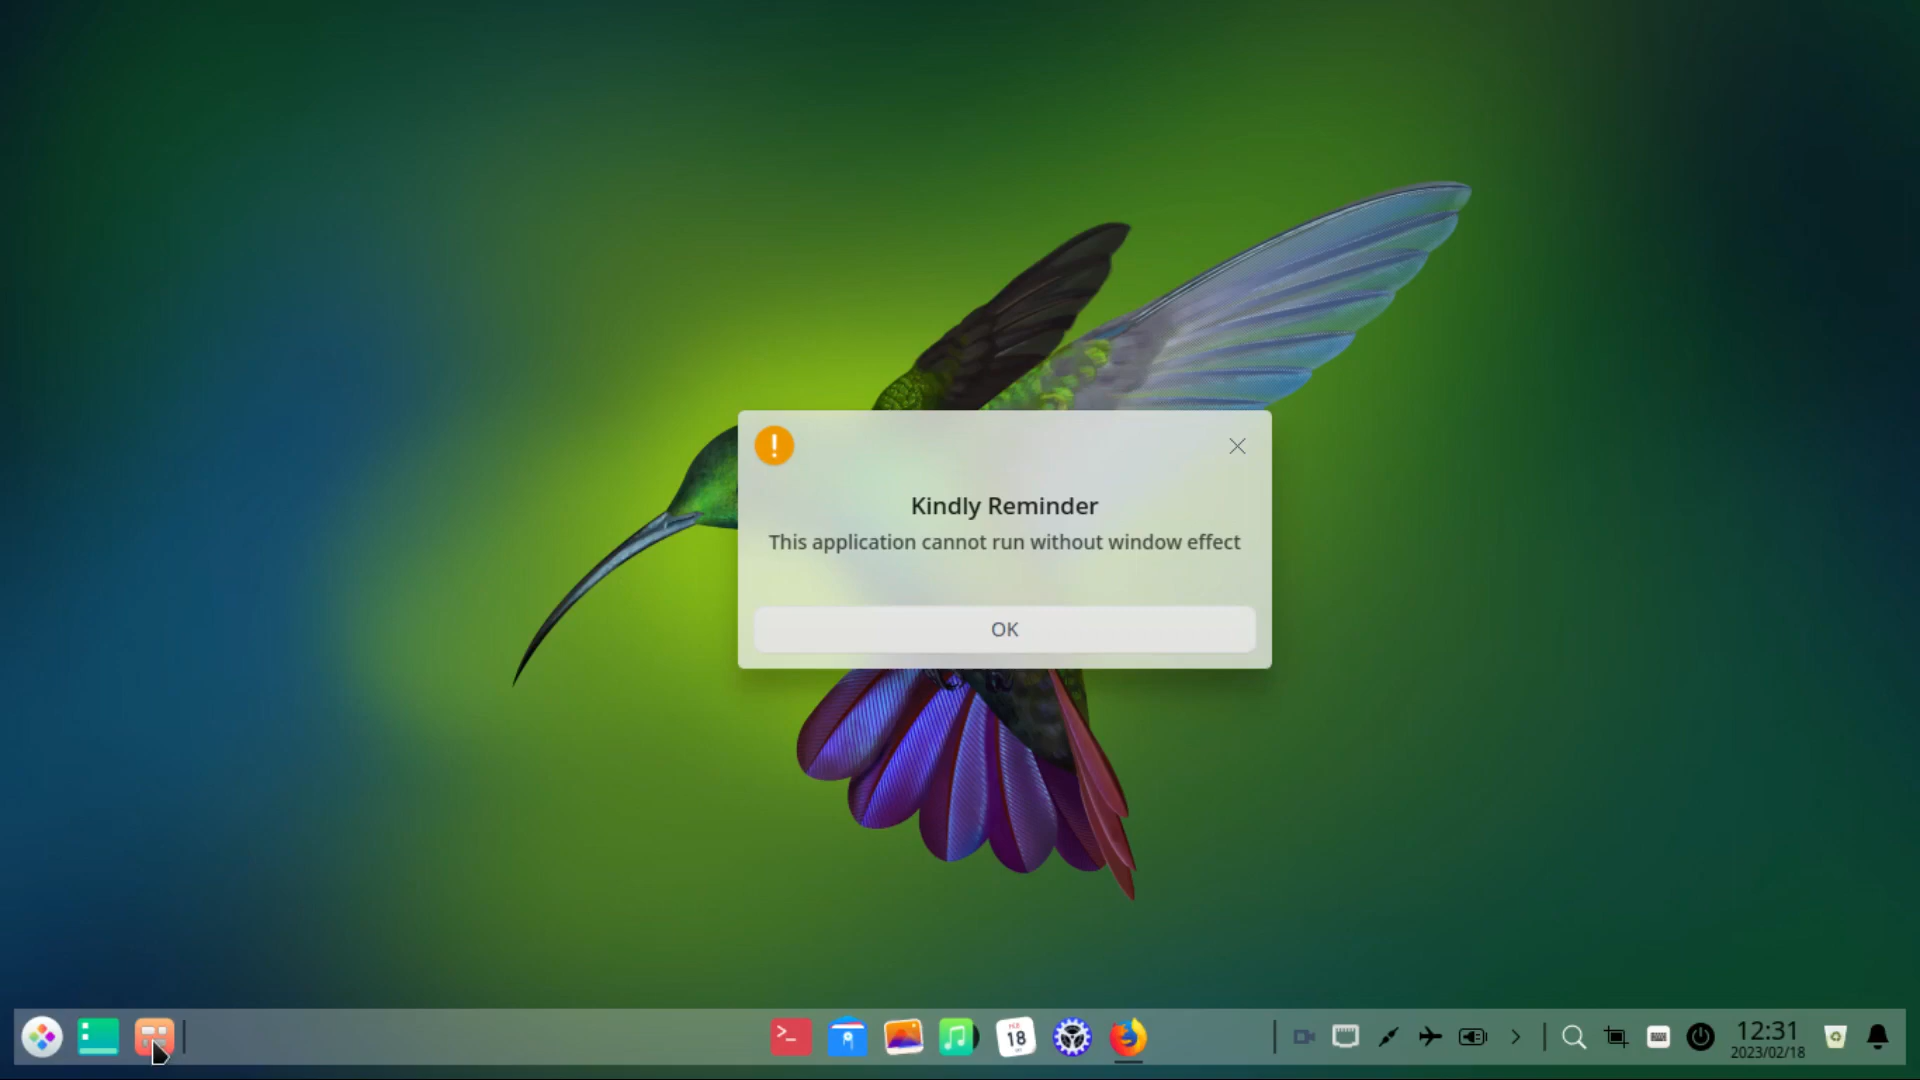 Kindly Reminder
This application cannot run without window effect
OK
>_
18
12:31
2023/02/18